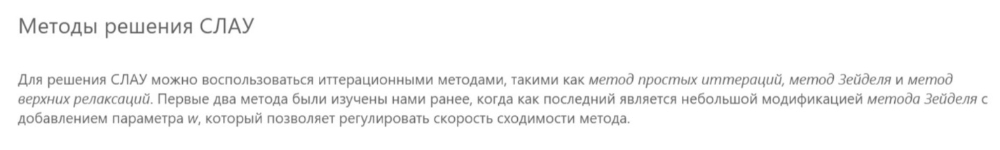 Методы решения СЛАУ
Для решения СЛАУ можно воспользоваться иттерационными методами, такими как метод простых иттераций, метод Зейделя и метод
верхних релаксаций. Первые два метода были изучены нами ранее, когда как последний является небольшой модификацией метода Зейделя с
добавлением параметра w, который позволяет регулировать скорость сходимости метода.